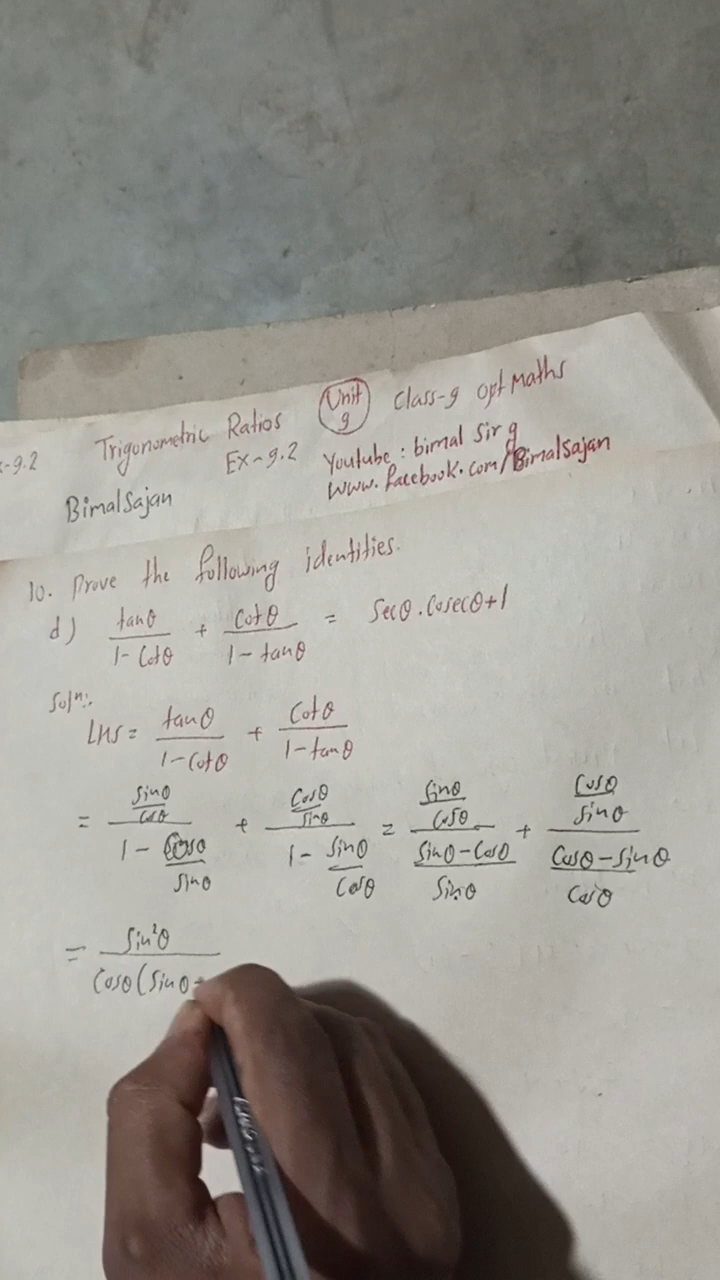 x-9.2 Trigonometric Ratios Unit 9 Class-9 opt Maths
Ex-9.2 Youtube : bimal Sir g
BimalSajan www.facebook.com/BimalSajan
10. Prove the following identities.
d) tanθ/(1-Cotθ) + Cotθ/(1-tanθ) = Secθ.Cosecθ+1
Soln:
LHS = tanθ/(1-Cotθ) + Cotθ/(1-tanθ)
= (Sinθ/Cosθ)/(1 - Cosθ/Sinθ) + (Cosθ/Sinθ)/(1 - Sinθ/Cosθ) = (Sinθ/Cosθ)/((Sinθ-Cosθ)/Sinθ) + (Cosθ/Sinθ)/((Cosθ-Sinθ)/Cosθ)
= Sin²θ/Cosθ(Sinθ-